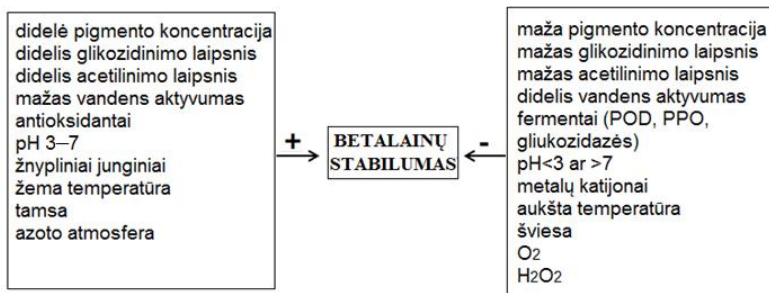 didelė pigmento koncentracija
didelis glikozidinimo laipsnis
didelis acetilinimo laipsnis
mažas vandens aktyvumas
antioksidantai
pH 3–7
žnypliniai junginiai
žema temperatūra
tamsa
azoto atmosfera
+
BETALAINŲ
STABILUMAS
-
maža pigmento koncentracija
mažas glikozidinimo laipsnis
mažas acetilinimo laipsnis
didelis vandens aktyvumas
fermentai (POD, PPO,
gliukozidazės)
pH<3 ar >7
metalų katijonai
aukšta temperatūra
šviesa
O2
H2O2